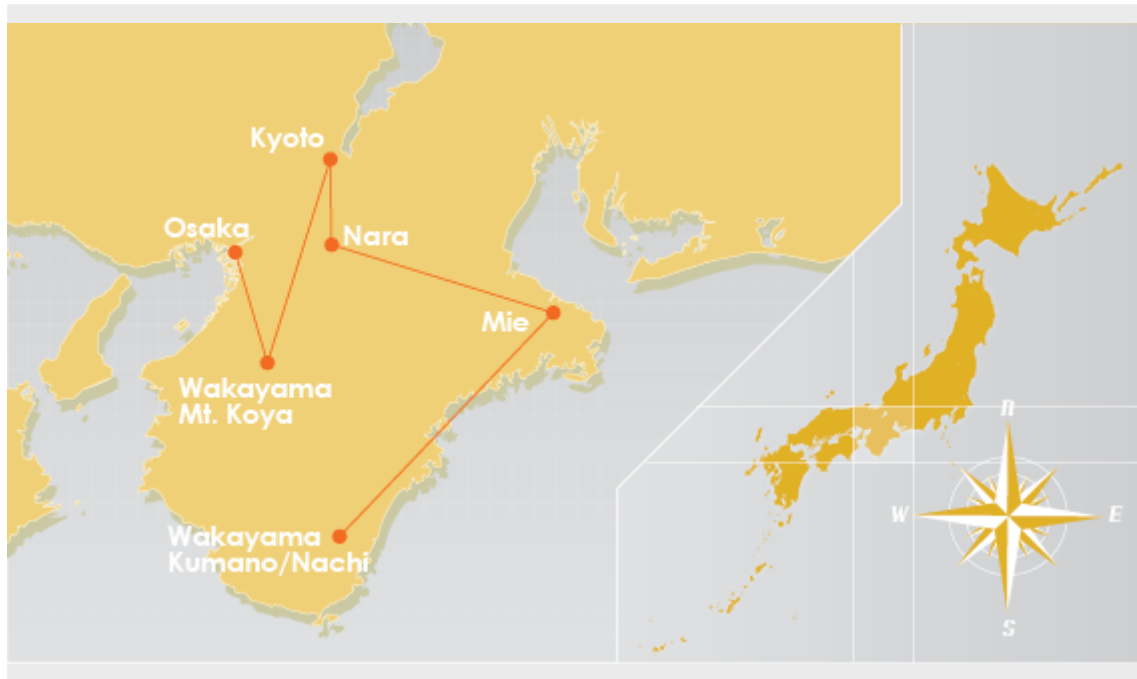 Kyoto
Osaka
Nara
Mie
Wakayama
Mt. Koya
Wakayama
Kumano/Nachi
n
W
E
S